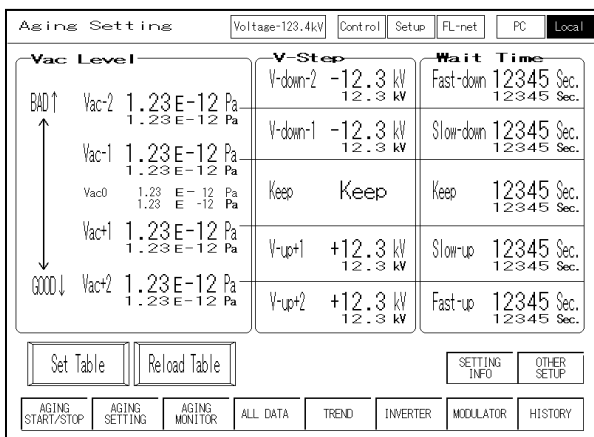 Aging Setting Voltage-123.4kV Control Setup FL-net PC Local
Vac Level
BAD↑
Vac-2 1.23E-12 Pa
1.23E-12 Pa
Vac-1 1.23E-12 Pa
1.23E-12 Pa
Vac0 1.23 E- 12 Pa
1.23 E -12 Pa
Vac+1 1.23E-12 Pa
1.23E-12 Pa
GOOD↓ Vac+2 1.23E-12 Pa
1.23E-12 Pa
V-Step
V-down-2 -12.3 kV
12.3 kV
V-down-1 -12.3 kV
12.3 kV
Keep Keep
V-up+1 +12.3 kV
12.3 kV
V-up+2 +12.3 kV
12.3 kV
Wait Time
Fast-down 12345 Sec.
12345 Sec.
Slow-down 12345 Sec.
12345 Sec.
Keep 12345 Sec.
12345 Sec.
Slow-up 12345 Sec.
12345 Sec.
Fast-up 12345 Sec.
12345 Sec.
Set Table Reload Table
SETTING
INFO
OTHER
SETUP
AGING
START/STOP
AGING
SETTING
AGING
MONITOR
ALL DATA
TREND
INVERTER
MODULATOR
HISTORY